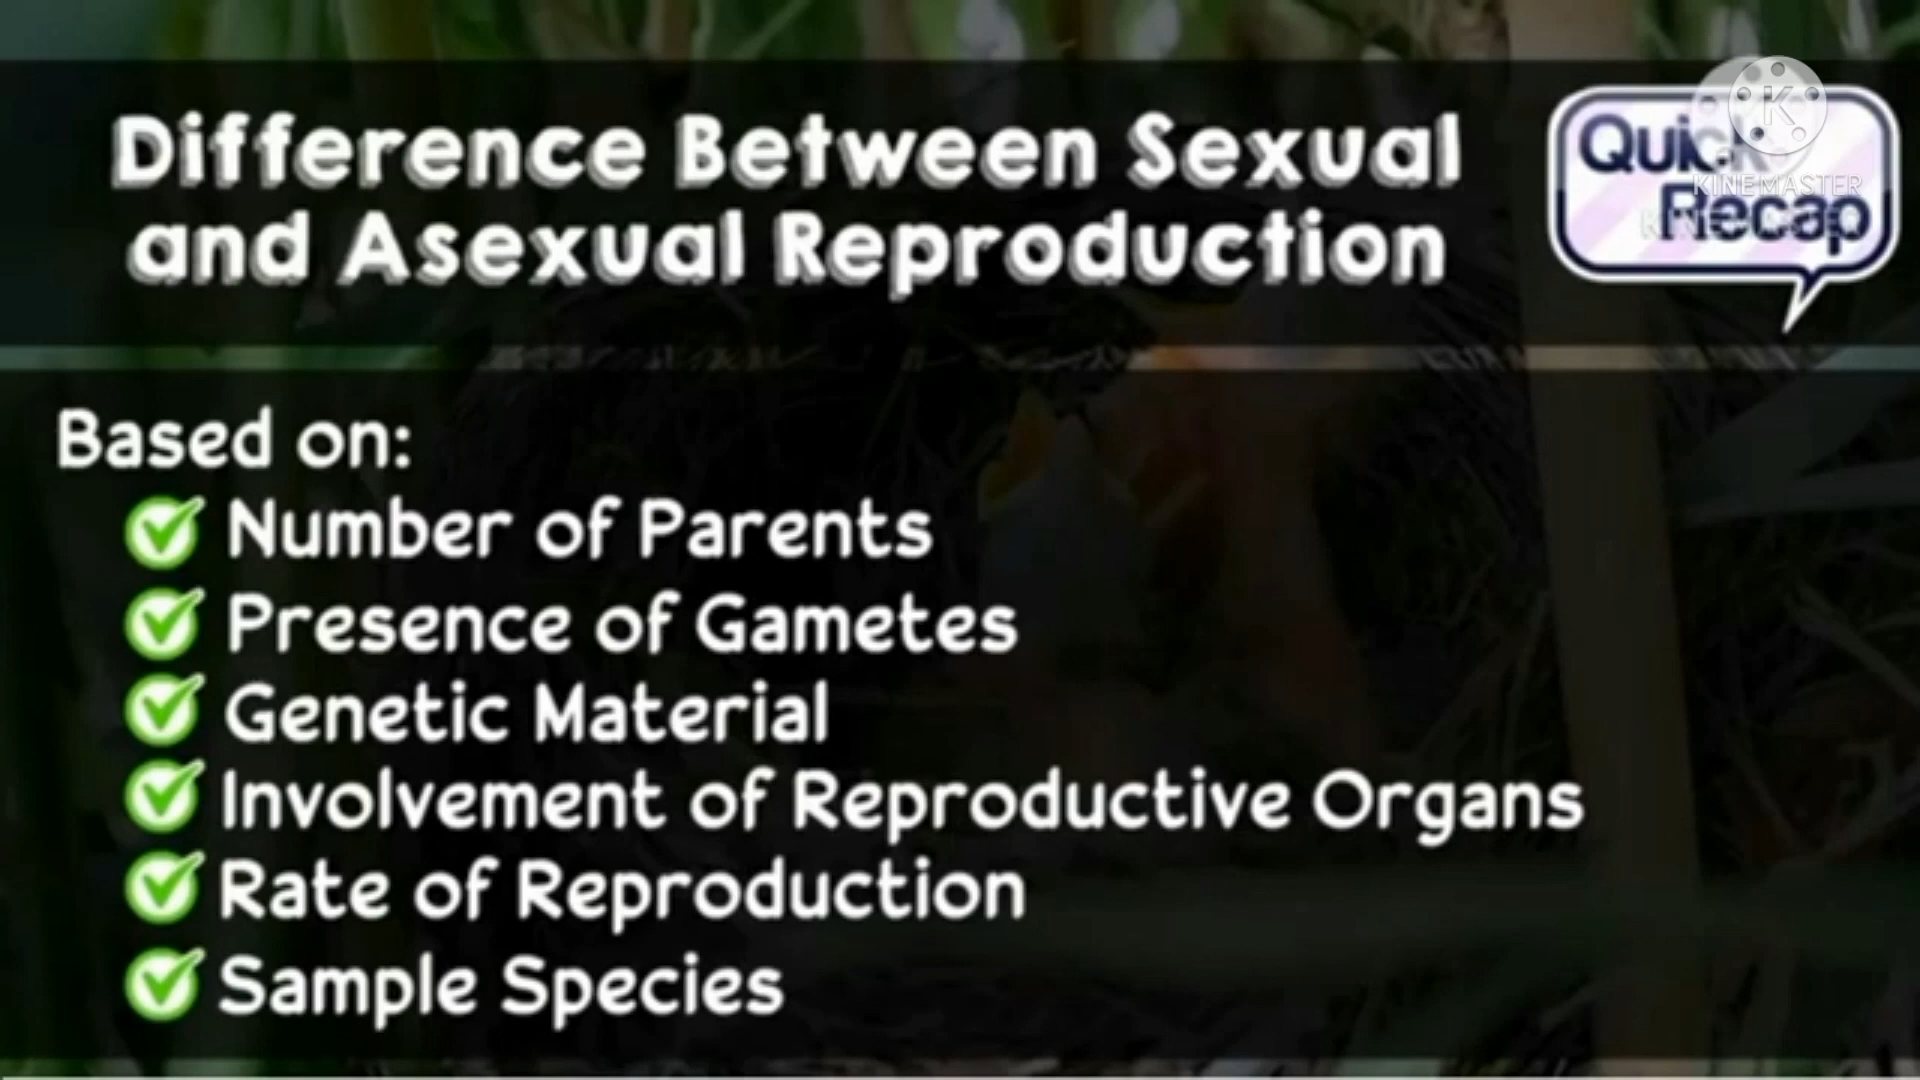 Difference Between Sexual
and Asexual Reproduction
Quick
Recap
K
KINEMASTER
Based on:
Number of Parents
Presence of Gametes
Genetic Material
Involvement of Reproductive Organs
Rate of Reproduction
Sample Species